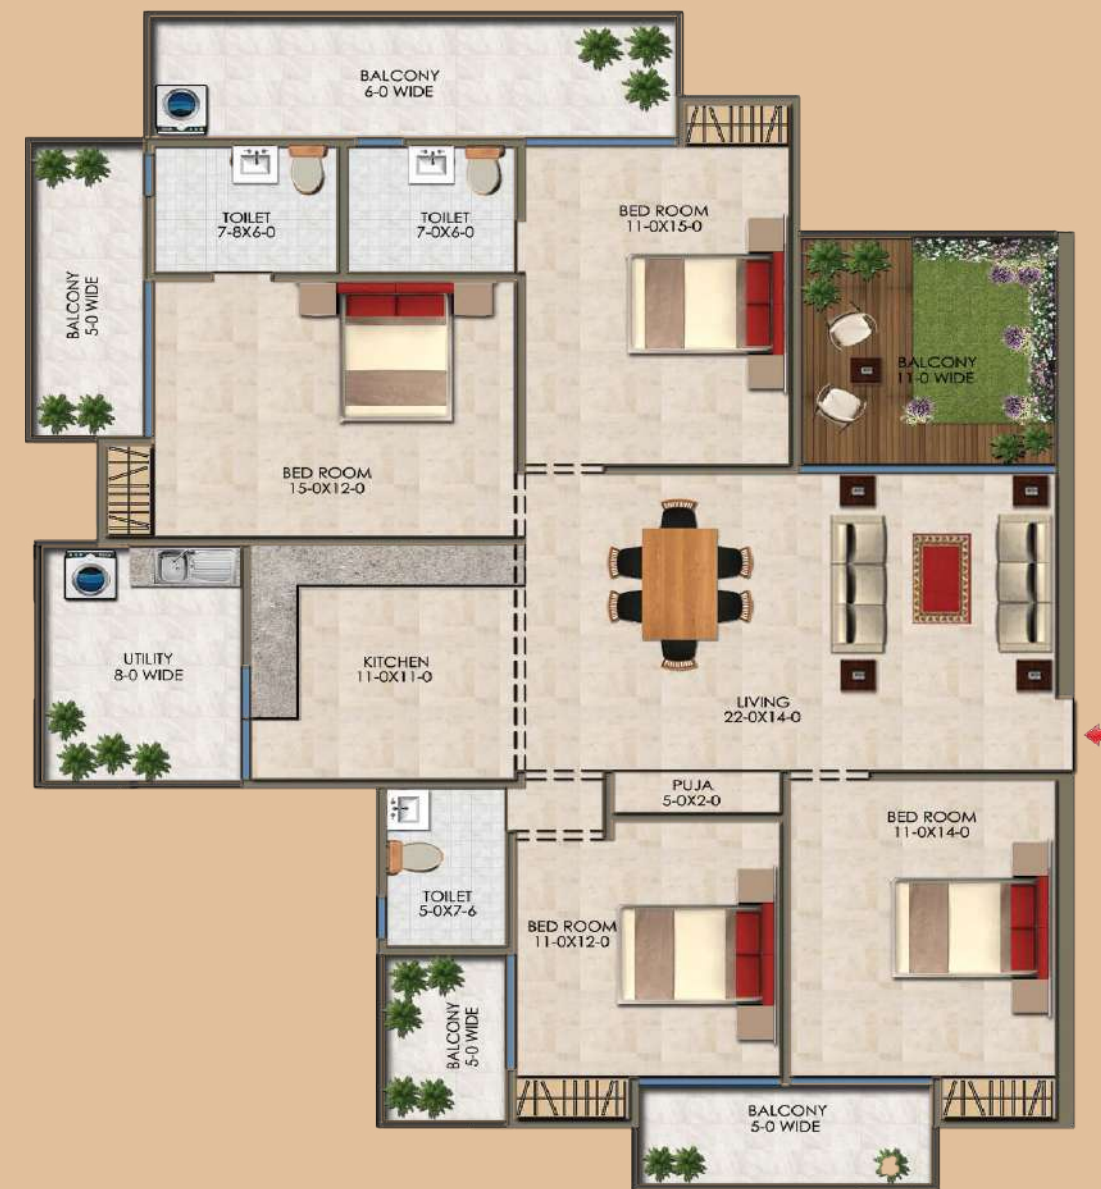 BALCONY
6-0 WIDE
TOILET
7-8X6-0
TOILET
7-0X6-0
BED ROOM
11-0X15-0
BALCONY
5-0 WIDE
BALCONY
11-0 WIDE
BED ROOM
15-0X12-0
UTILITY
8-0 WIDE
KITCHEN
11-0X11-0
LIVING
22-0X14-0
PUJA
5-0X2-0
BED ROOM
11-0X14-0
TOILET
5-0X7-6
BED ROOM
11-0X12-0
BALCONY
5-0 WIDE
BALCONY
5-0 WIDE